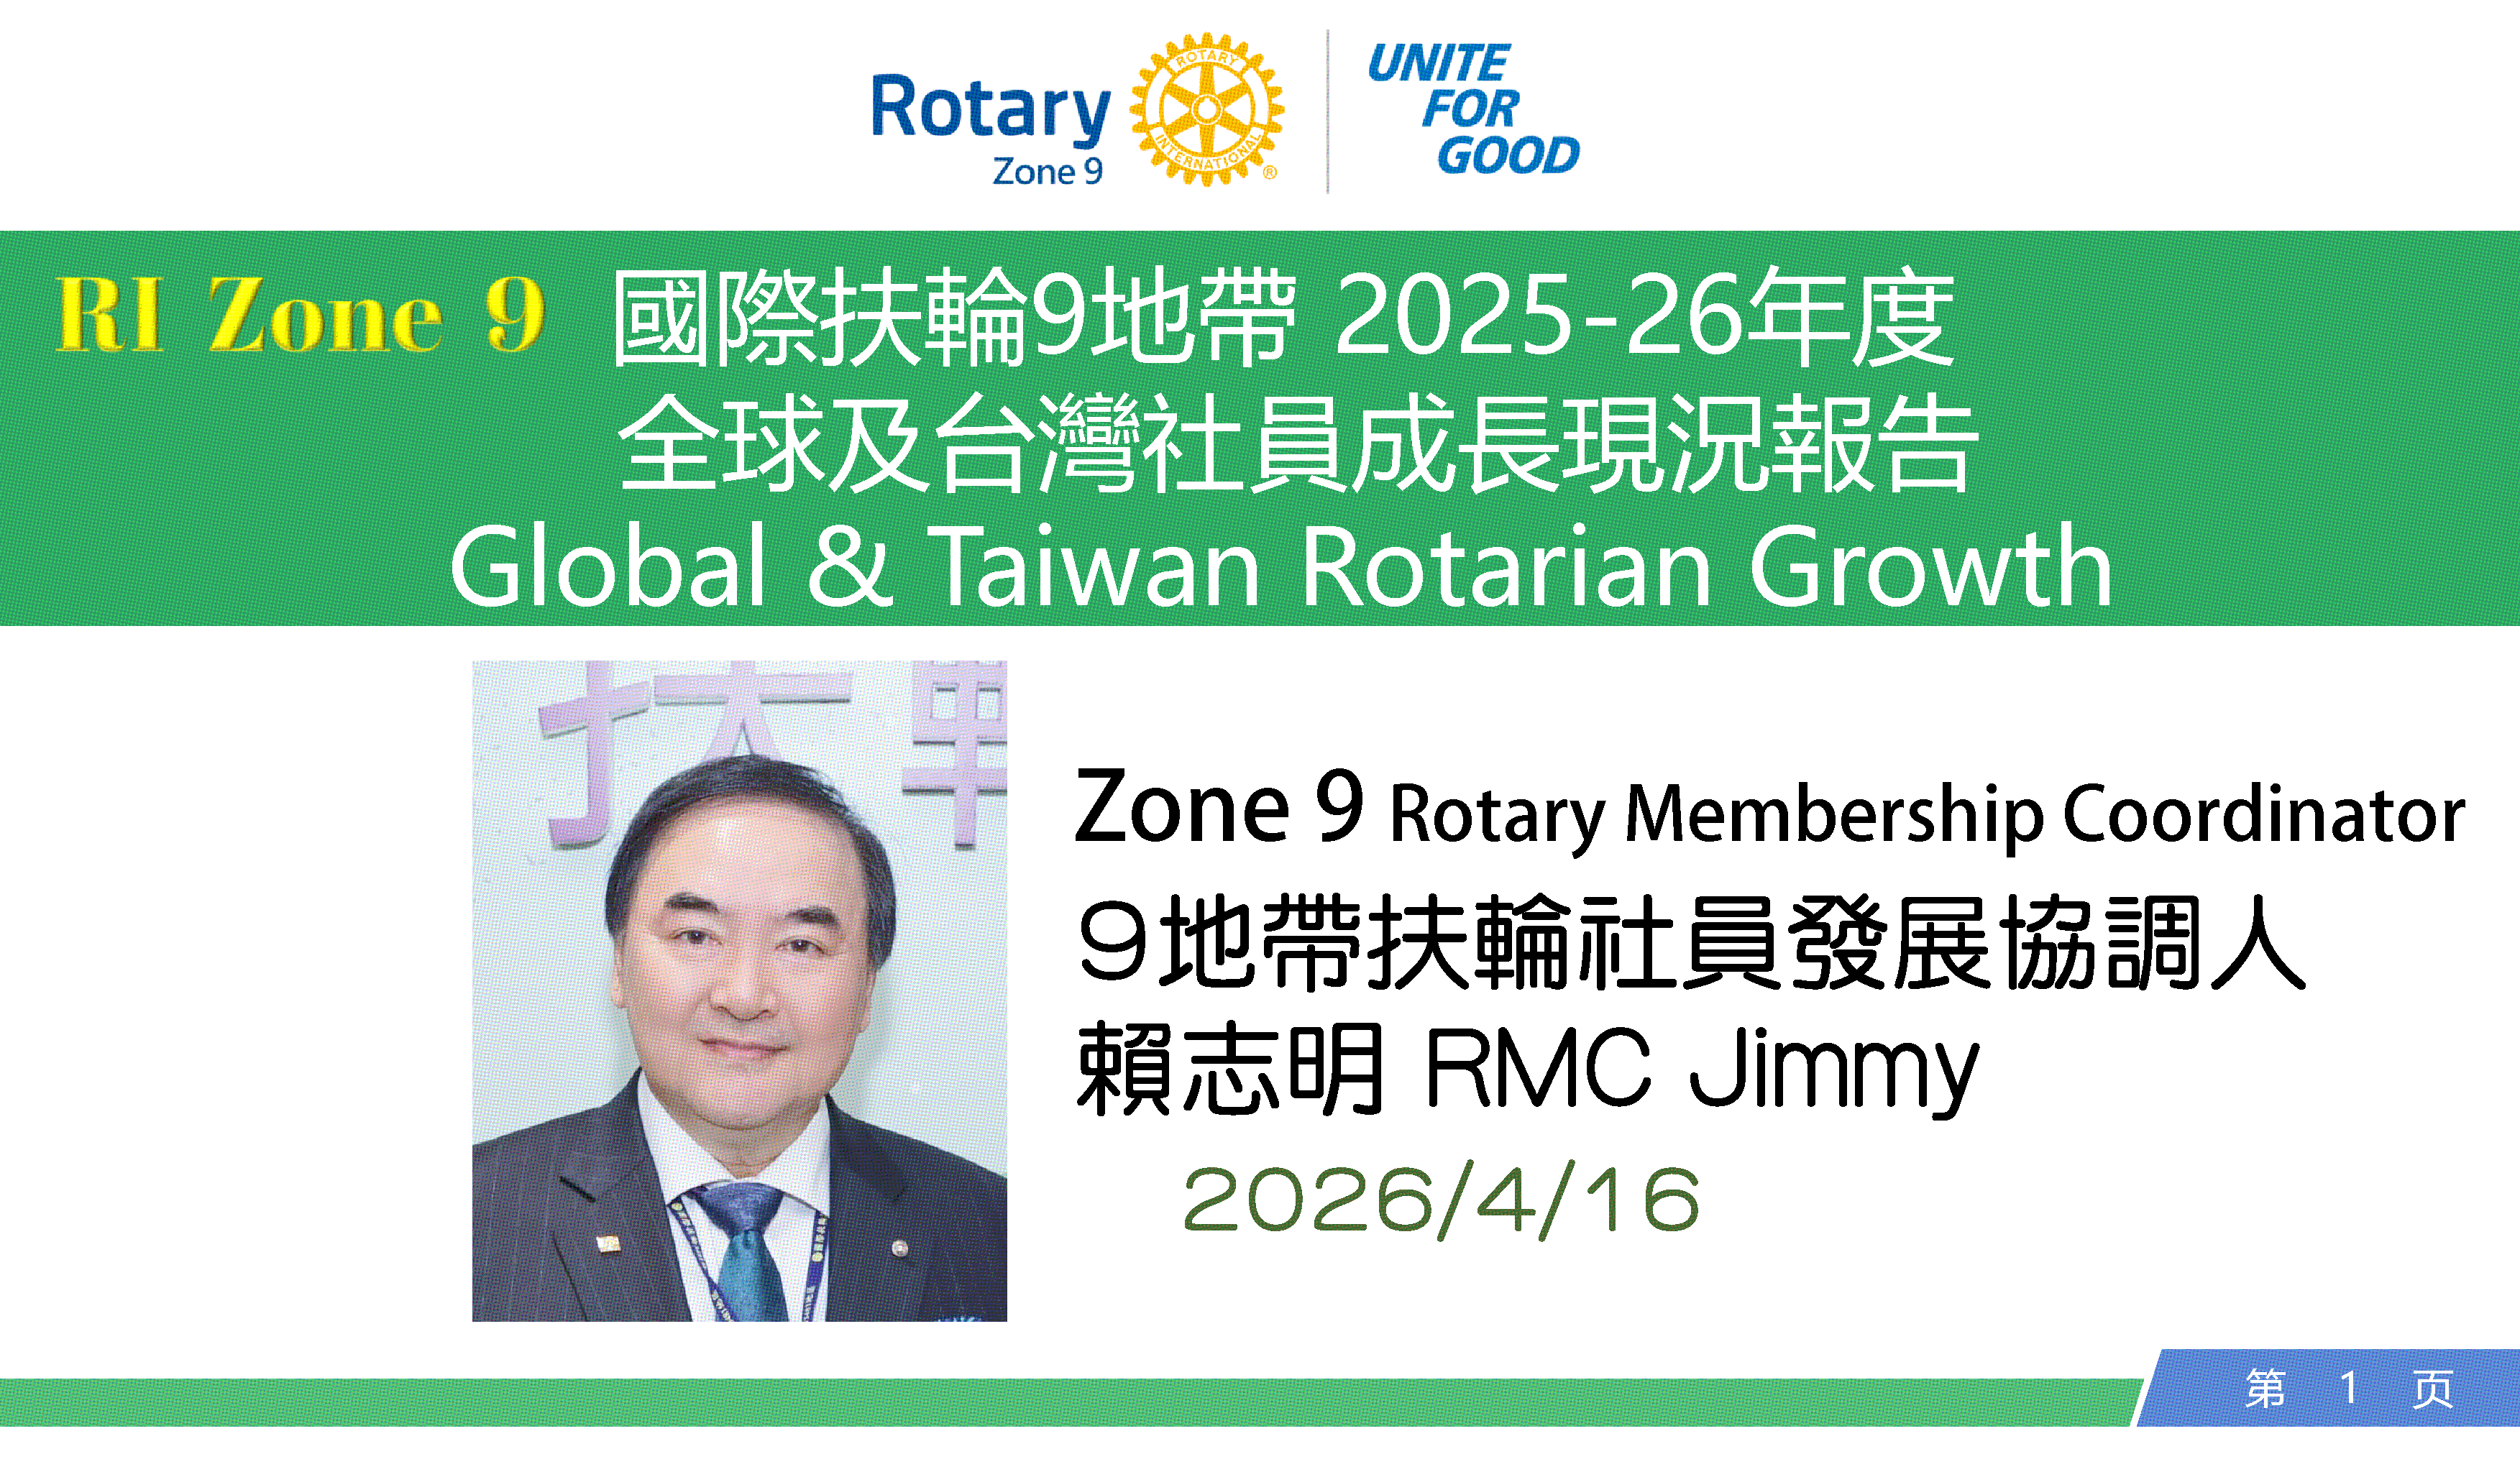 Rotary
Zone 9
ROTARY
INTERNATIONAL
®
UNITE
FOR
GOOD
RI Zone 9 國際扶輪9地帶 2025-26年度
全球及台灣社員成長現況報告
Global & Taiwan Rotarian Growth
扶
Zone 9 Rotary Membership Coordinator
9地帶扶輪社員發展協調人
賴志明 RMC Jimmy
2026/4/16
第 1 页